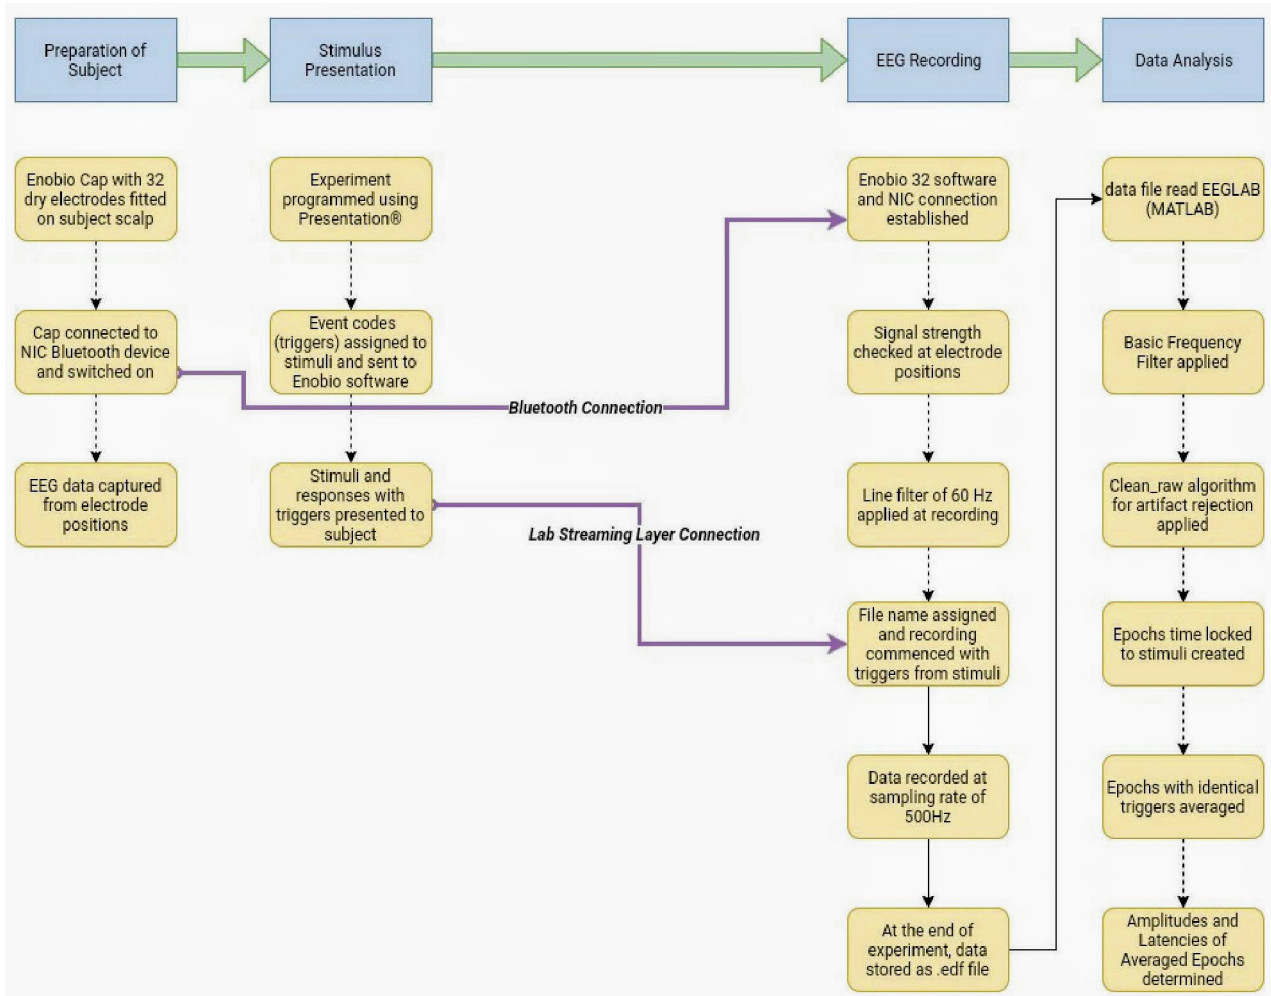 Preparation of
Subject
Stimulus
Presentation
EEG Recording
Data Analysis
Enobio Cap with 32
dry electrodes fitted
on subject scalp
Cap connected to
NIC Bluetooth device
and switched on
EEG data captured
from electrode
positions
Experiment
programmed using
Presentation®
Event codes
(triggers) assigned to
stimuli and sent to
Enobio software
Stimuli and
responses with
triggers presented to
subject
Bluetooth Connection
Lab Streaming Layer Connection
Enobio 32 software
and NIC connection
established
Signal strength
checked at electrode
positions
Line filter of 60 Hz
applied at recording
File name assigned
and recording
commenced with
triggers from stimuli
Data recorded at
sampling rate of
500Hz
At the end of
experiment, data
stored as .edf file
data file read EEGLAB
(MATLAB)
Basic Frequency
Filter applied
Clean_raw algorithm
for artifact rejection
applied
Epochs time locked
to stimuli created
Epochs with identical
triggers averaged
Amplitudes and
Latencies of
Averaged Epochs
determined